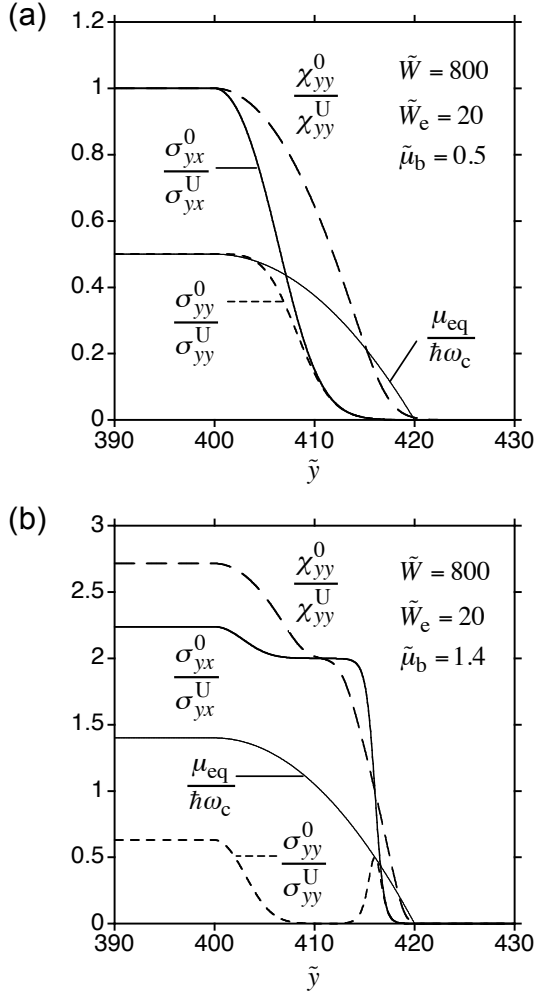 (a)
1.2
1
0.8
0.6
0.4
0.2
0
χ⁰yy / χᵁyy
W̃ = 800
W̃e = 20
μ̃b = 0.5
σ⁰yx / σᵁyx
σ⁰yy / σᵁyy
μeq / ħωc
390 400 410 420 430
ỹ
(b)
3
2.5
2
1.5
1
0.5
0
χ⁰yy / χᵁyy
W̃ = 800
W̃e = 20
μ̃b = 1.4
σ⁰yx / σᵁyx
μeq / ħωc
σ⁰yy / σᵁyy
390 400 410 420 430
ỹ